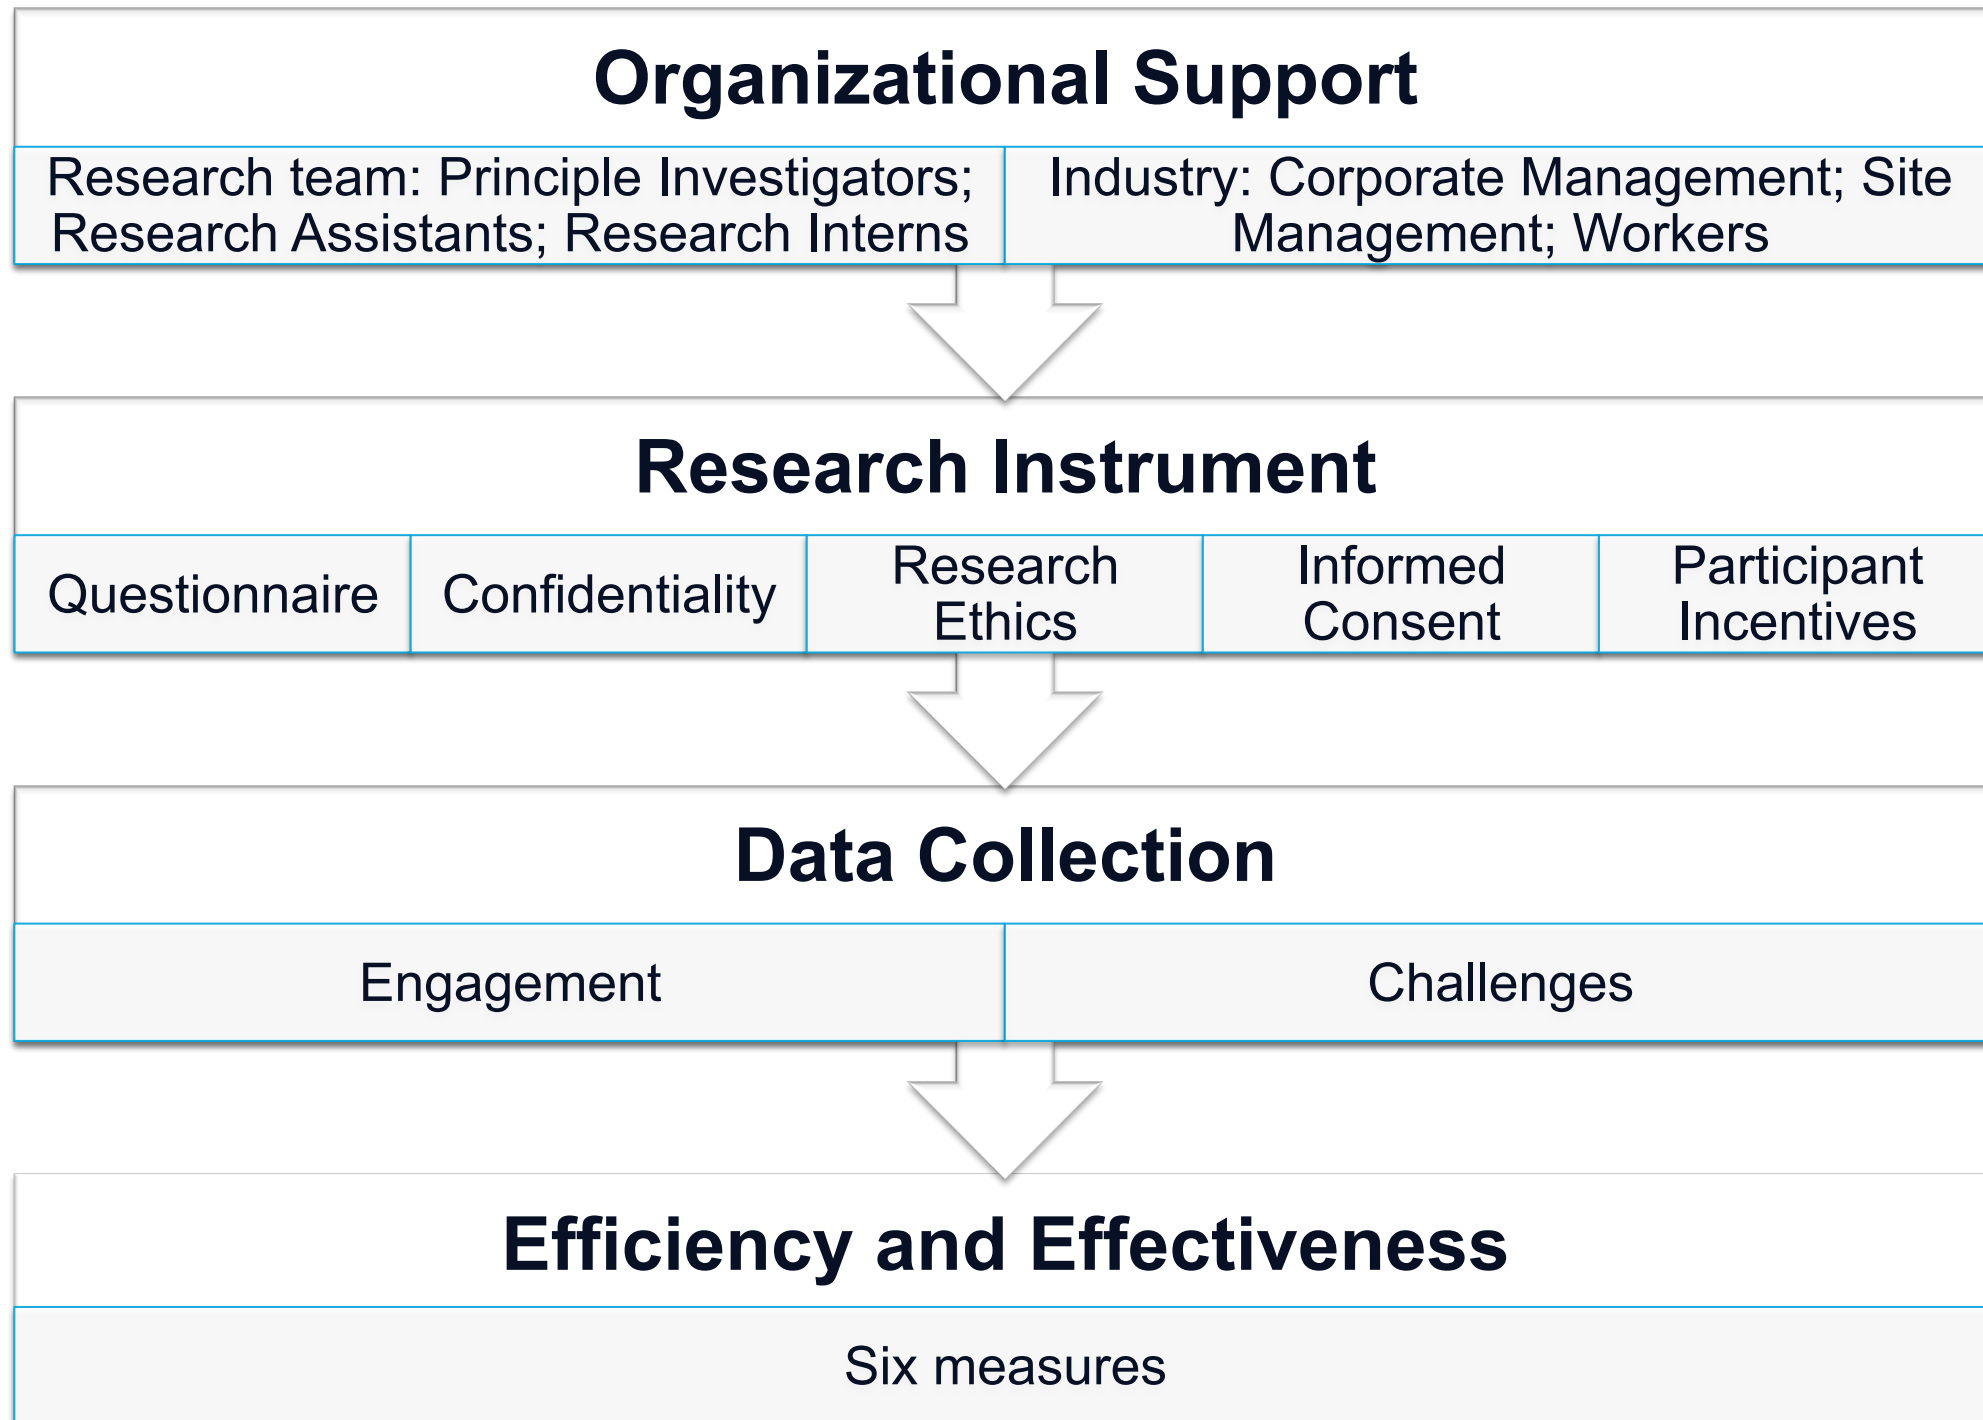 Organizational Support
Research team: Principle Investigators;
Research Assistants; Research Interns
Industry: Corporate Management; Site
Management; Workers
Research Instrument
Questionnaire
Confidentiality
Research
Ethics
Informed
Consent
Participant
Incentives
Data Collection
Engagement
Challenges
Efficiency and Effectiveness
Six measures